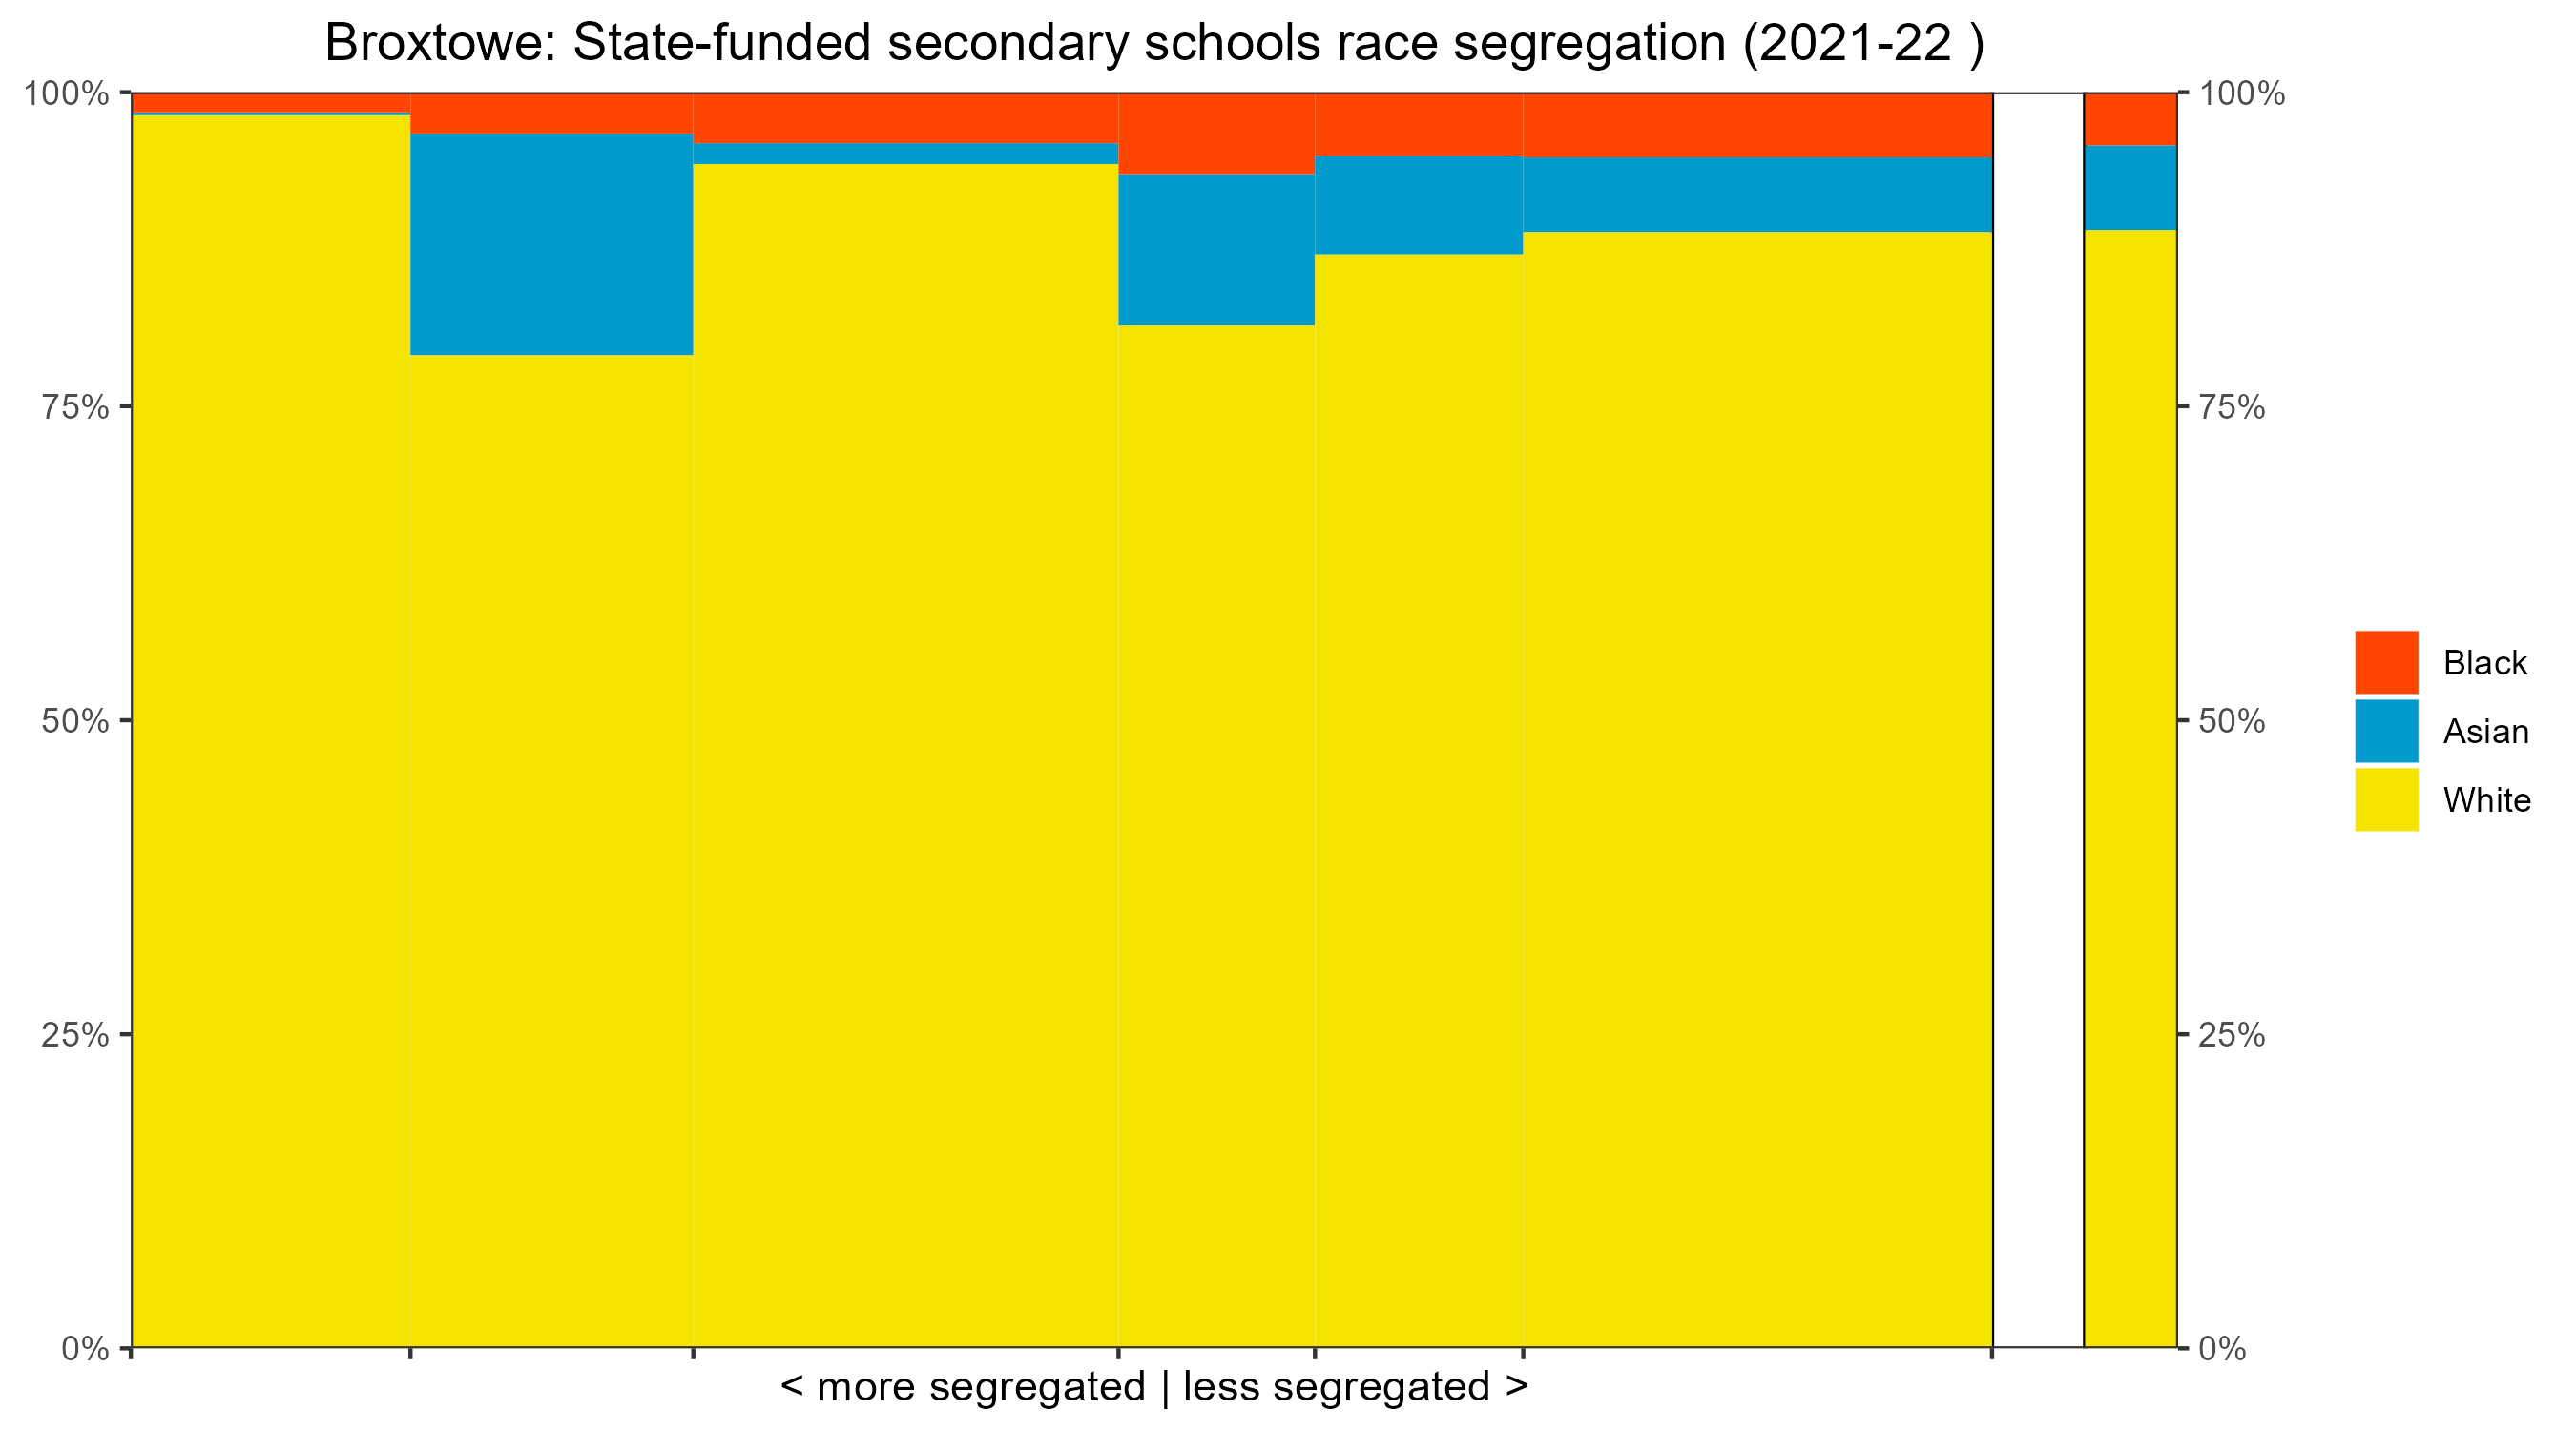 Broxtowe: State-funded secondary schools race segregation (2021-22 )
100%
75%
50%
25%
0%
100%
75%
50%
25%
0%
Black
Asian
White
< more segregated | less segregated >